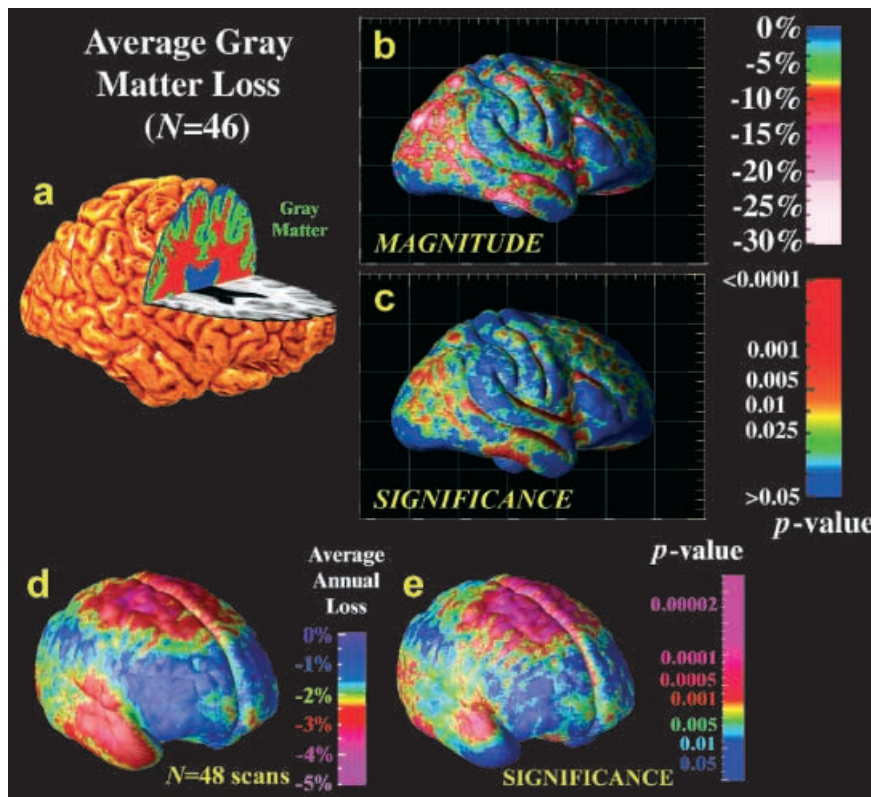 Average Gray
Matter Loss
(N=46)
a
Gray
Matter
b
MAGNITUDE
0%
-5%
-10%
-15%
-20%
-25%
-30%
c
SIGNIFICANCE
<0.0001
0.001
0.005
0.01
0.025
>0.05
p-value
d
Average
Annual
Loss
0%
-1%
-2%
-3%
-4%
-5%
N=48 scans
e
SIGNIFICANCE
p-value
0.00002
0.0001
0.0005
0.001
0.005
0.01
0.05